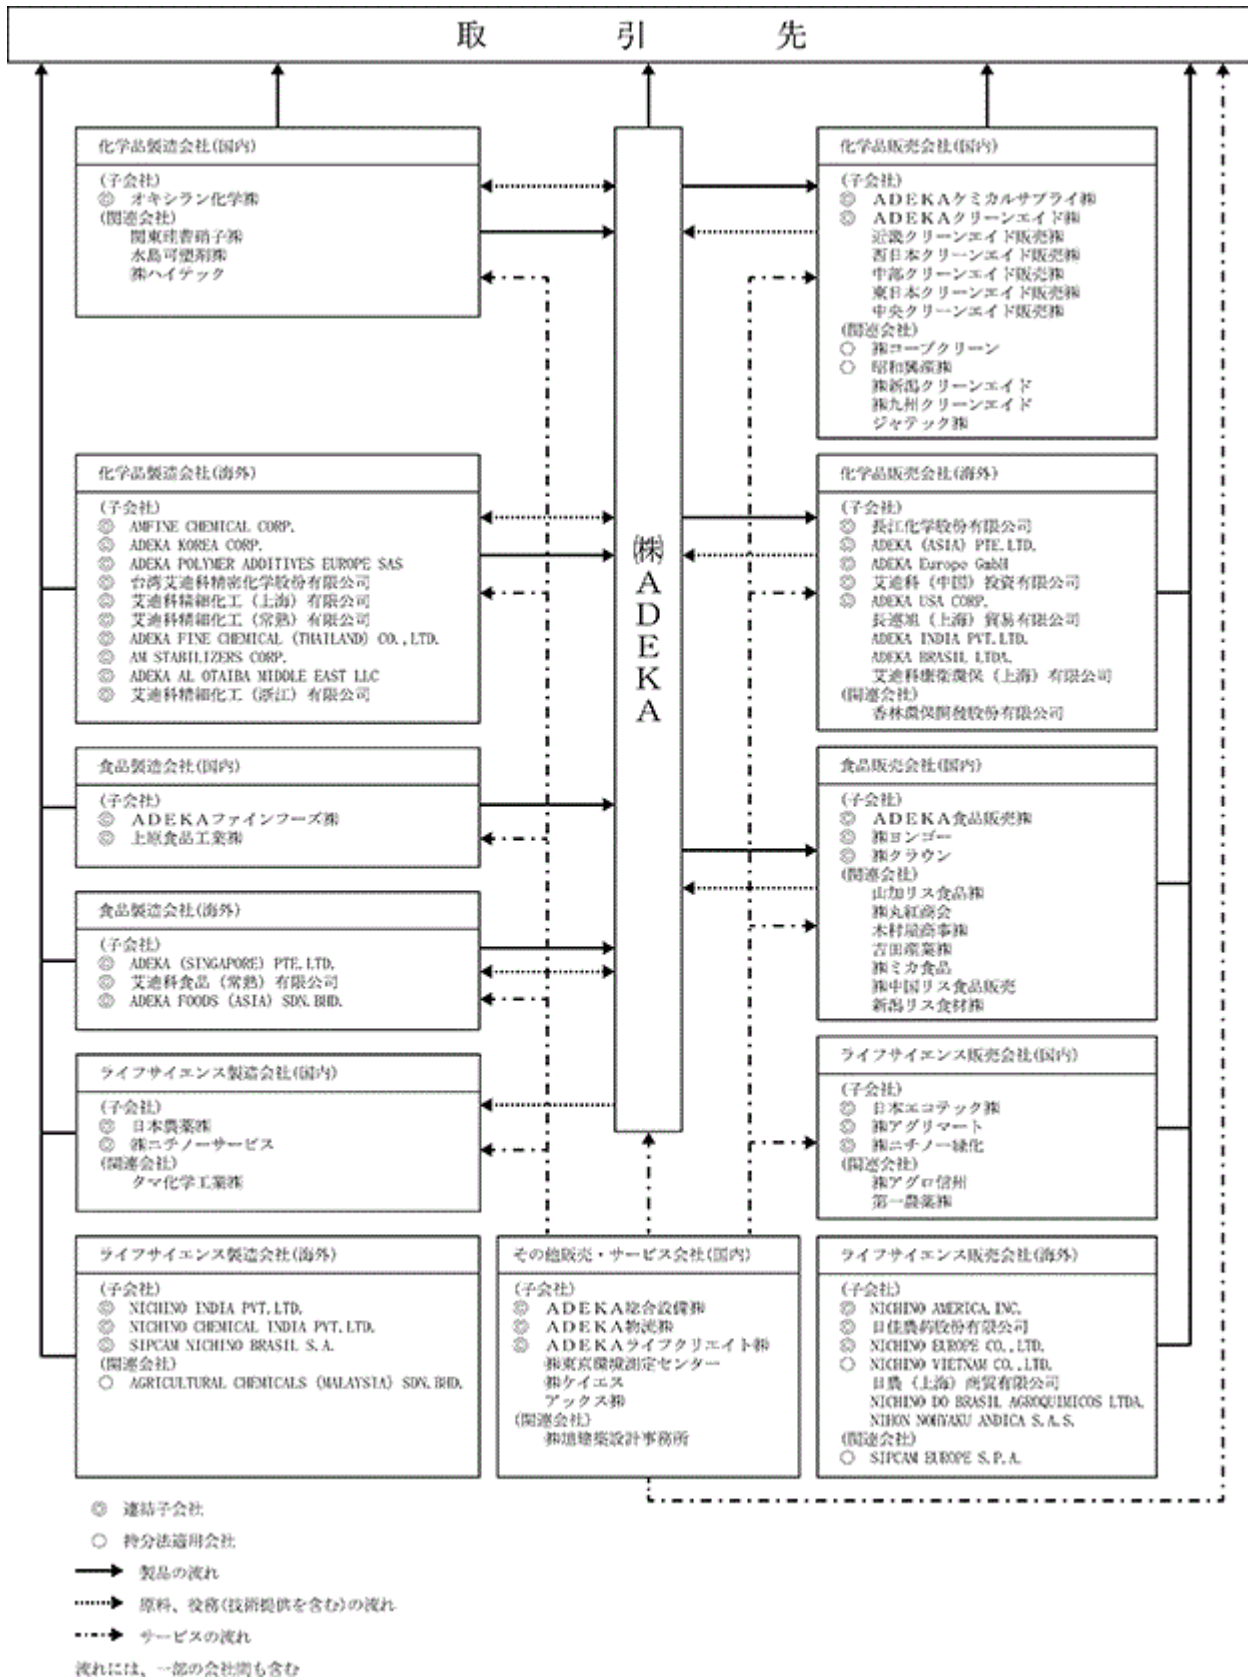 取引先
化学品製造会社(国内)
(子会社)
◎ オキシラン化学㈱
(関連会社)
関東珪曹硝子㈱
水島可塑剤㈱
㈱ハイテック
化学品製造会社(海外)
(子会社)
◎ AMFINE CHEMICAL CORP.
◎ ADEKA KOREA CORP.
◎ ADEKA POLYMER ADDITIVES EUROPE SAS
◎ 台湾艾迪科精密化学股份有限公司
◎ 艾迪科精細化工（上海）有限公司
◎ 艾迪科精細化工（常熟）有限公司
◎ ADEKA FINE CHEMICAL (THAILAND) CO.,LTD.
◎ AM STABILIZERS CORP.
◎ ADEKA AL OTAIBA MIDDLE EAST LLC
◎ 艾迪科精細化工（浙江）有限公司
食品製造会社(国内)
(子会社)
◎ ＡＤＥＫＡファインフーズ㈱
◎ 上原食品工業㈱
食品製造会社(海外)
(子会社)
◎ ADEKA (SINGAPORE) PTE.LTD.
◎ 艾迪科食品（常熟）有限公司
◎ ADEKA FOODS (ASIA) SDN.BHD.
ライフサイエンス製造会社(国内)
(子会社)
◎ 日本農薬㈱
◎ ㈱ニチノーサービス
(関連会社)
タマ化学工業㈱
ライフサイエンス製造会社(海外)
(子会社)
◎ NICHINO INDIA PVT.LTD.
◎ NICHINO CHEMICAL INDIA PVT.LTD.
◎ SIPCAM NICHINO BRASIL S.A.
(関連会社)
○ AGRICULTURAL CHEMICALS (MALAYSIA) SDN.BHD.
㈱ＡＤＥＫＡ
その他販売・サービス会社(国内)
(子会社)
◎ ＡＤＥＫＡ総合設備㈱
◎ ＡＤＥＫＡ物流㈱
◎ ＡＤＥＫＡライフクリエイト㈱
㈱東京環境測定センター
㈱ケイエス
アックス㈱
(関連会社)
㈱旭建築設計事務所
化学品販売会社(国内)
(子会社)
◎ ＡＤＥＫＡケミカルサプライ㈱
◎ ＡＤＥＫＡクリーンエイド㈱
近畿クリーンエイド販売㈱
西日本クリーンエイド販売㈱
中部クリーンエイド販売㈱
東日本クリーンエイド販売㈱
中央クリーンエイド販売㈱
(関連会社)
○ ㈱コープクリーン
○ 昭和興産㈱
㈱新潟クリーンエイド
㈱九州クリーンエイド
ジャテック㈱
化学品販売会社(海外)
(子会社)
◎ 長江化学股份有限公司
◎ ADEKA (ASIA) PTE.LTD.
◎ ADEKA Europe GmbH
◎ 艾迪科（中国）投資有限公司
◎ ADEKA USA CORP.
長連旭（上海）貿易有限公司
ADEKA INDIA PVT.LTD.
ADEKA BRASIL LTDA.
艾迪科衛環保（上海）有限公司
(関連会社)
香林環保開發股份有限公司
食品販売会社(国内)
(子会社)
◎ ＡＤＥＫＡ食品販売㈱
◎ ㈱ヨンゴー
◎ ㈱クラウン
(関連会社)
山加リス食品㈱
㈱丸紅商会
木村屋商事㈱
吉田産業㈱
㈱ミカ食品
㈱中国リス食品販売
新潟リス食材㈱
ライフサイエンス販売会社(国内)
(子会社)
◎ 日本エコテック㈱
◎ ㈱アグリマート
◎ ㈱ニチノー緑化
(関連会社)
㈱アグロ信州
第一農薬㈱
ライフサイエンス販売会社(海外)
(子会社)
◎ NICHINO AMERICA,INC.
◎ 日佳農葯股份有限公司
◎ NICHINO EUROPE CO.,LTD.
○ NICHINO VIETNAM CO.,LTD.
日農（上海）商貿有限公司
NICHINO DO BRASIL AGROQUIMICOS LTDA.
NIHON NOHYAKU ANDICA S.A.S.
(関連会社)
○ SIPCAM EUROPE S.P.A.
◎ 連結子会社
○ 持分法適用会社
製品の流れ
原料、役務(技術提供を含む)の流れ
サービスの流れ
流れには、一部の会社間も含む